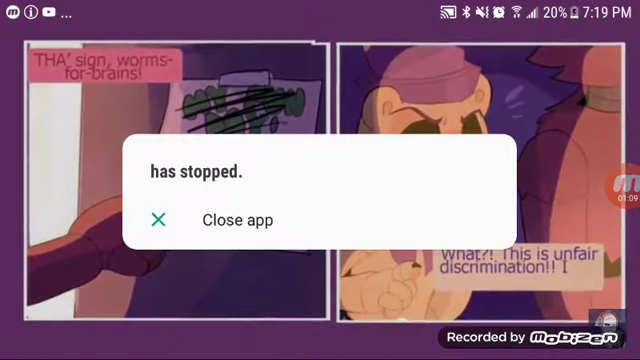 ... 20% 7:19 PM
THA' sign, worms-
for-brains!
has stopped.
Close app
01:09
What?! This is unfair
discrimination!! I
Recorded by mobizen